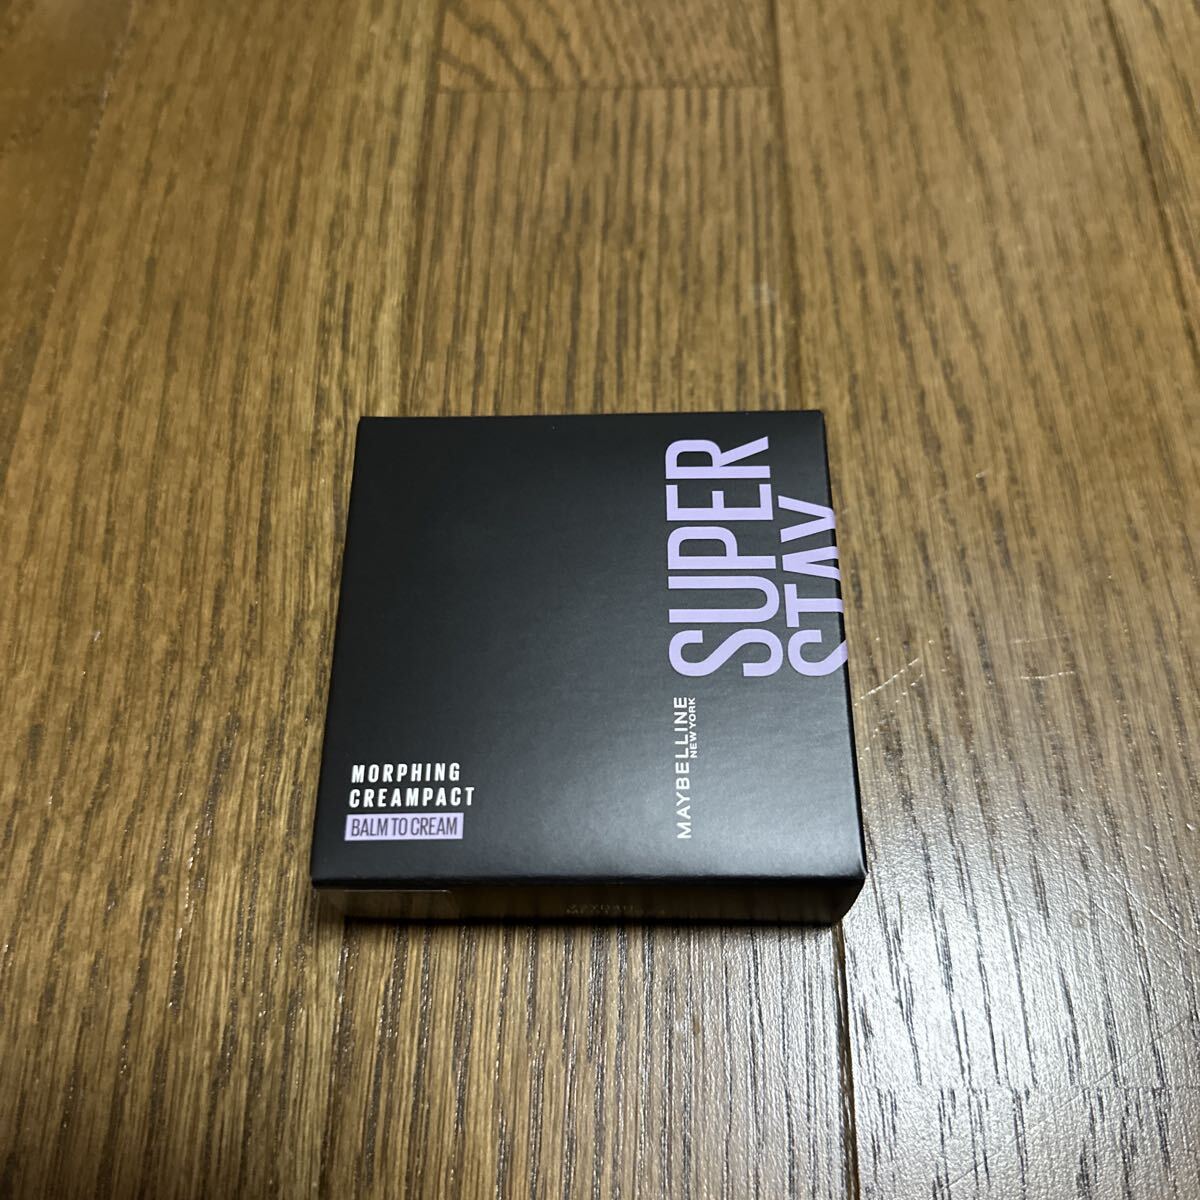 SUPER
STAY
MAYBELLINE
NEW YORK
MORPHING
CREAMPACT
BALM TO CREAM